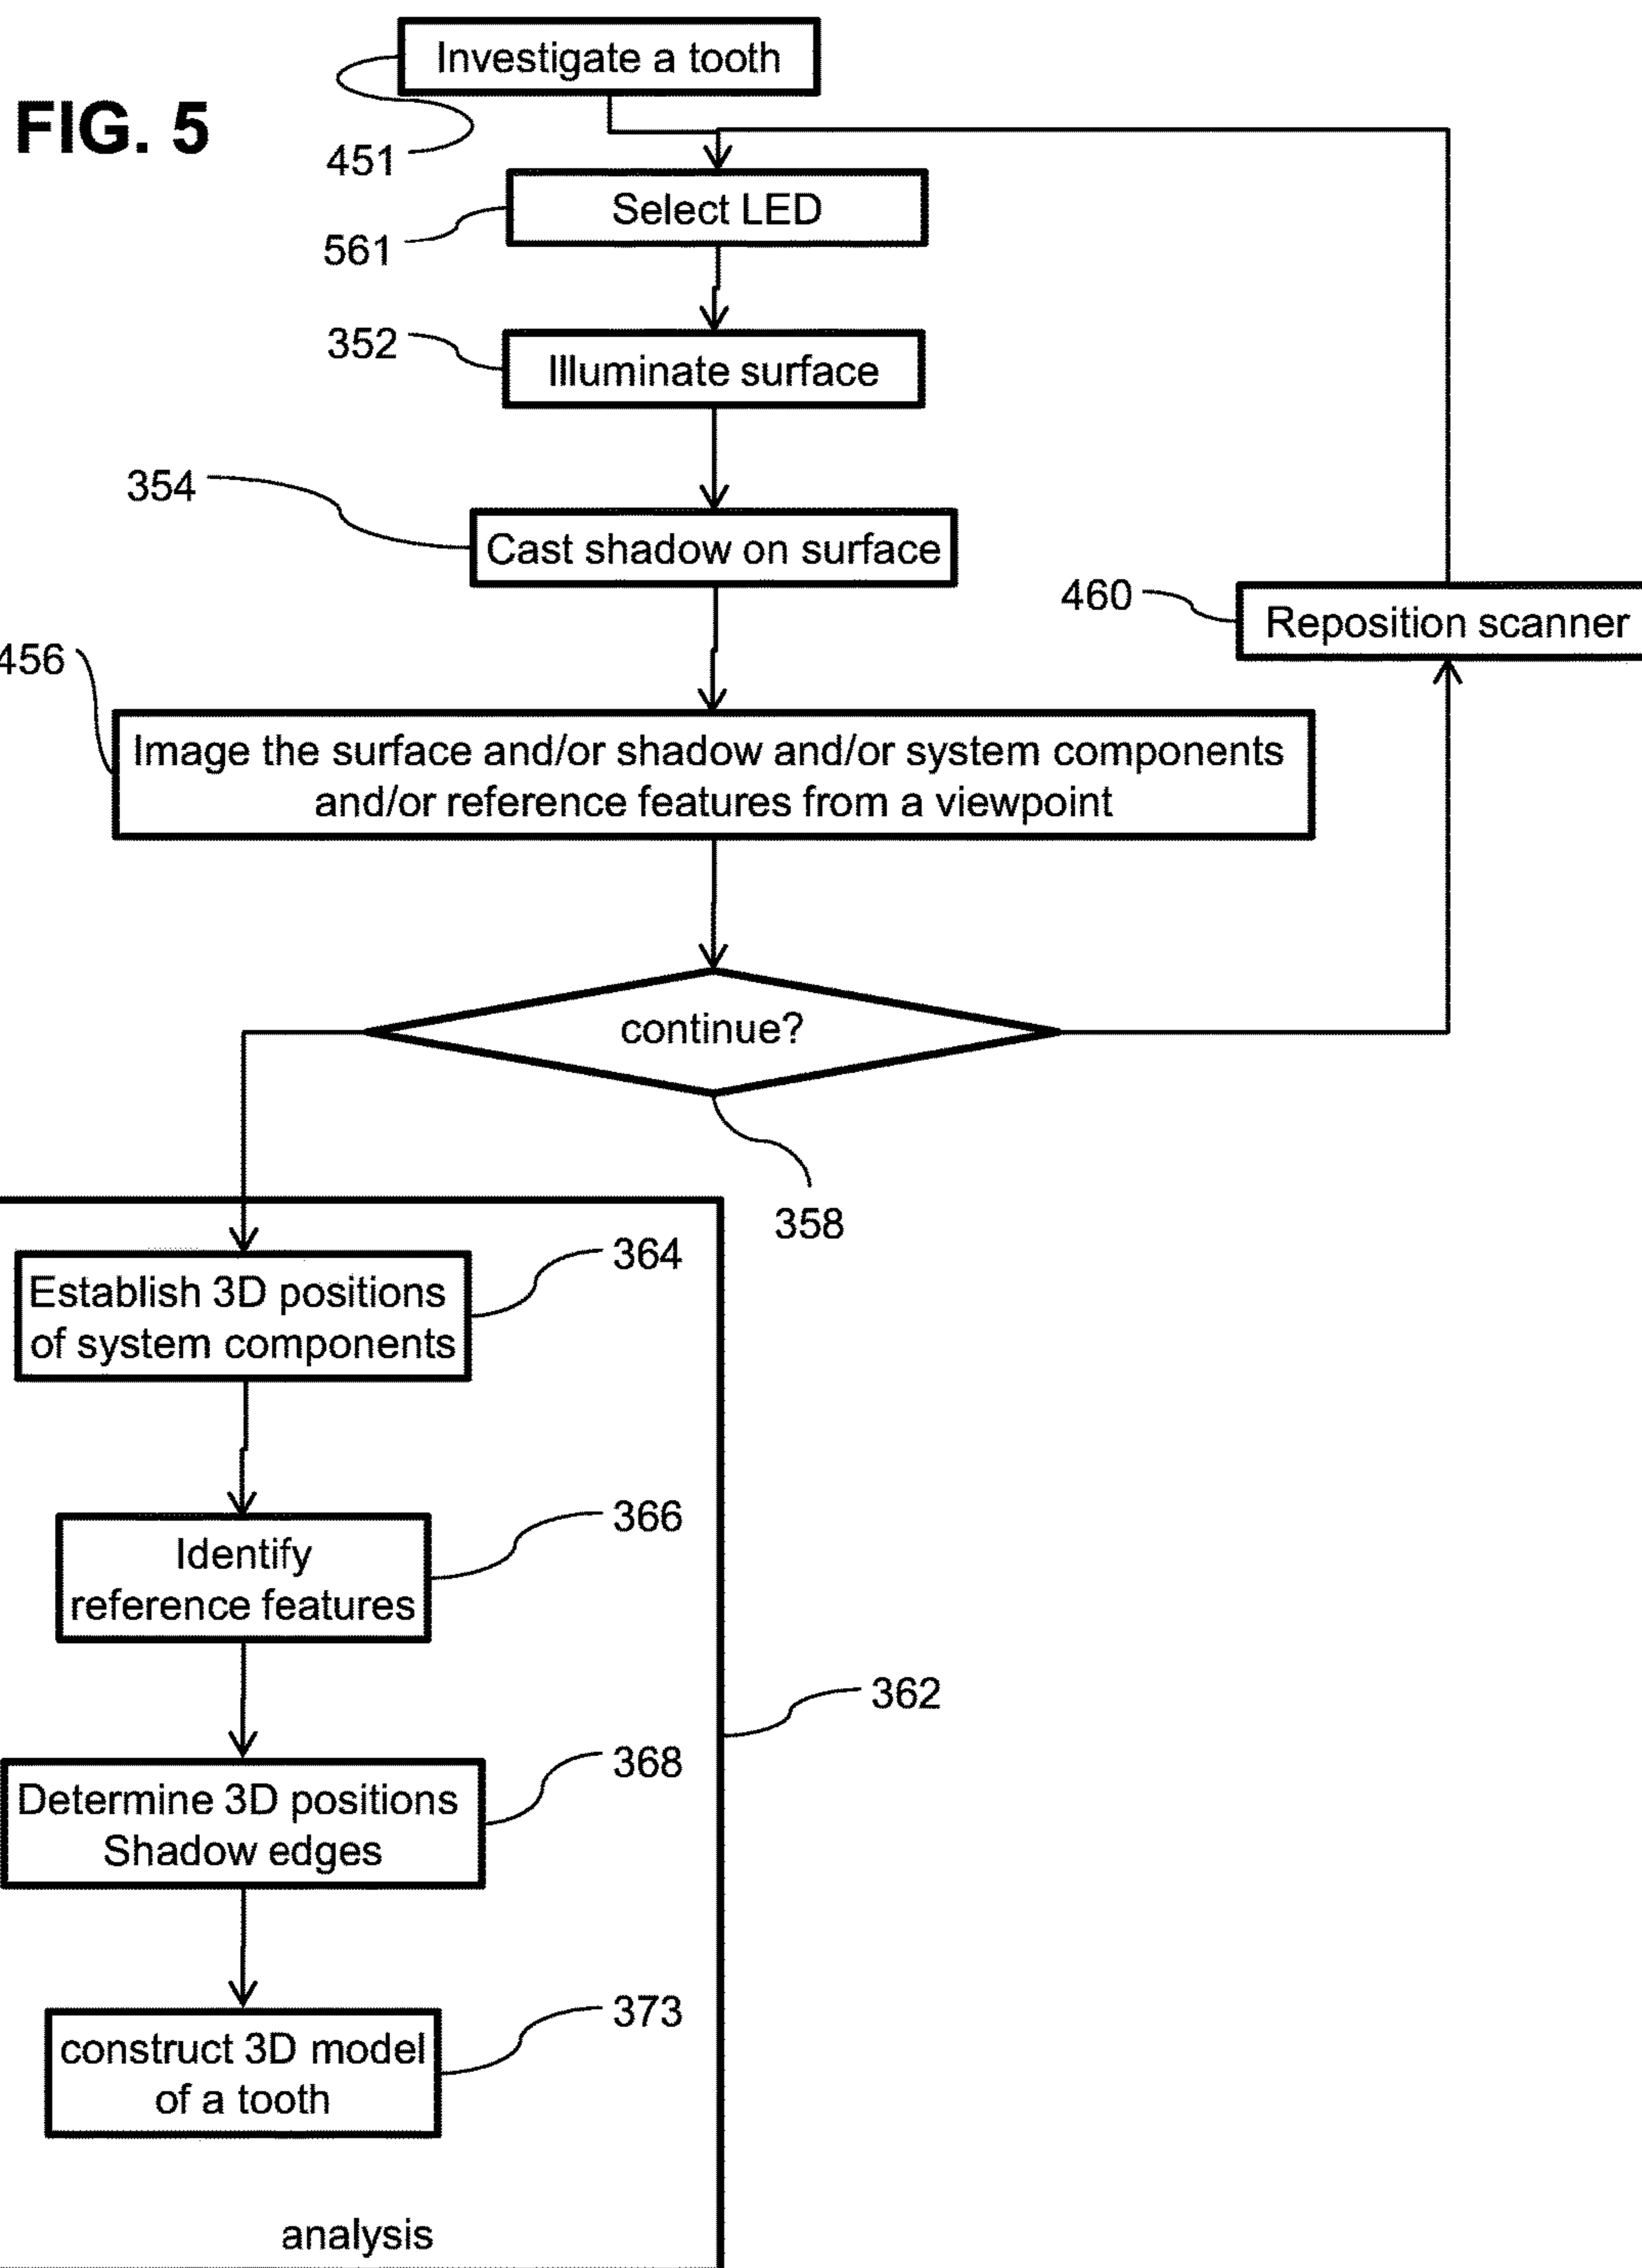 FIG. 5
Investigate a tooth
451
Select LED
561
Illuminate surface
352
354
Cast shadow on surface
460
Reposition scanner
456
Image the surface and/or shadow and/or system components
and/or reference features from a viewpoint
continue?
358
Establish 3D positions
of system components
364
Identify
reference features
366
362
Determine 3D positions
Shadow edges
368
construct 3D model
of a tooth
373
analysis